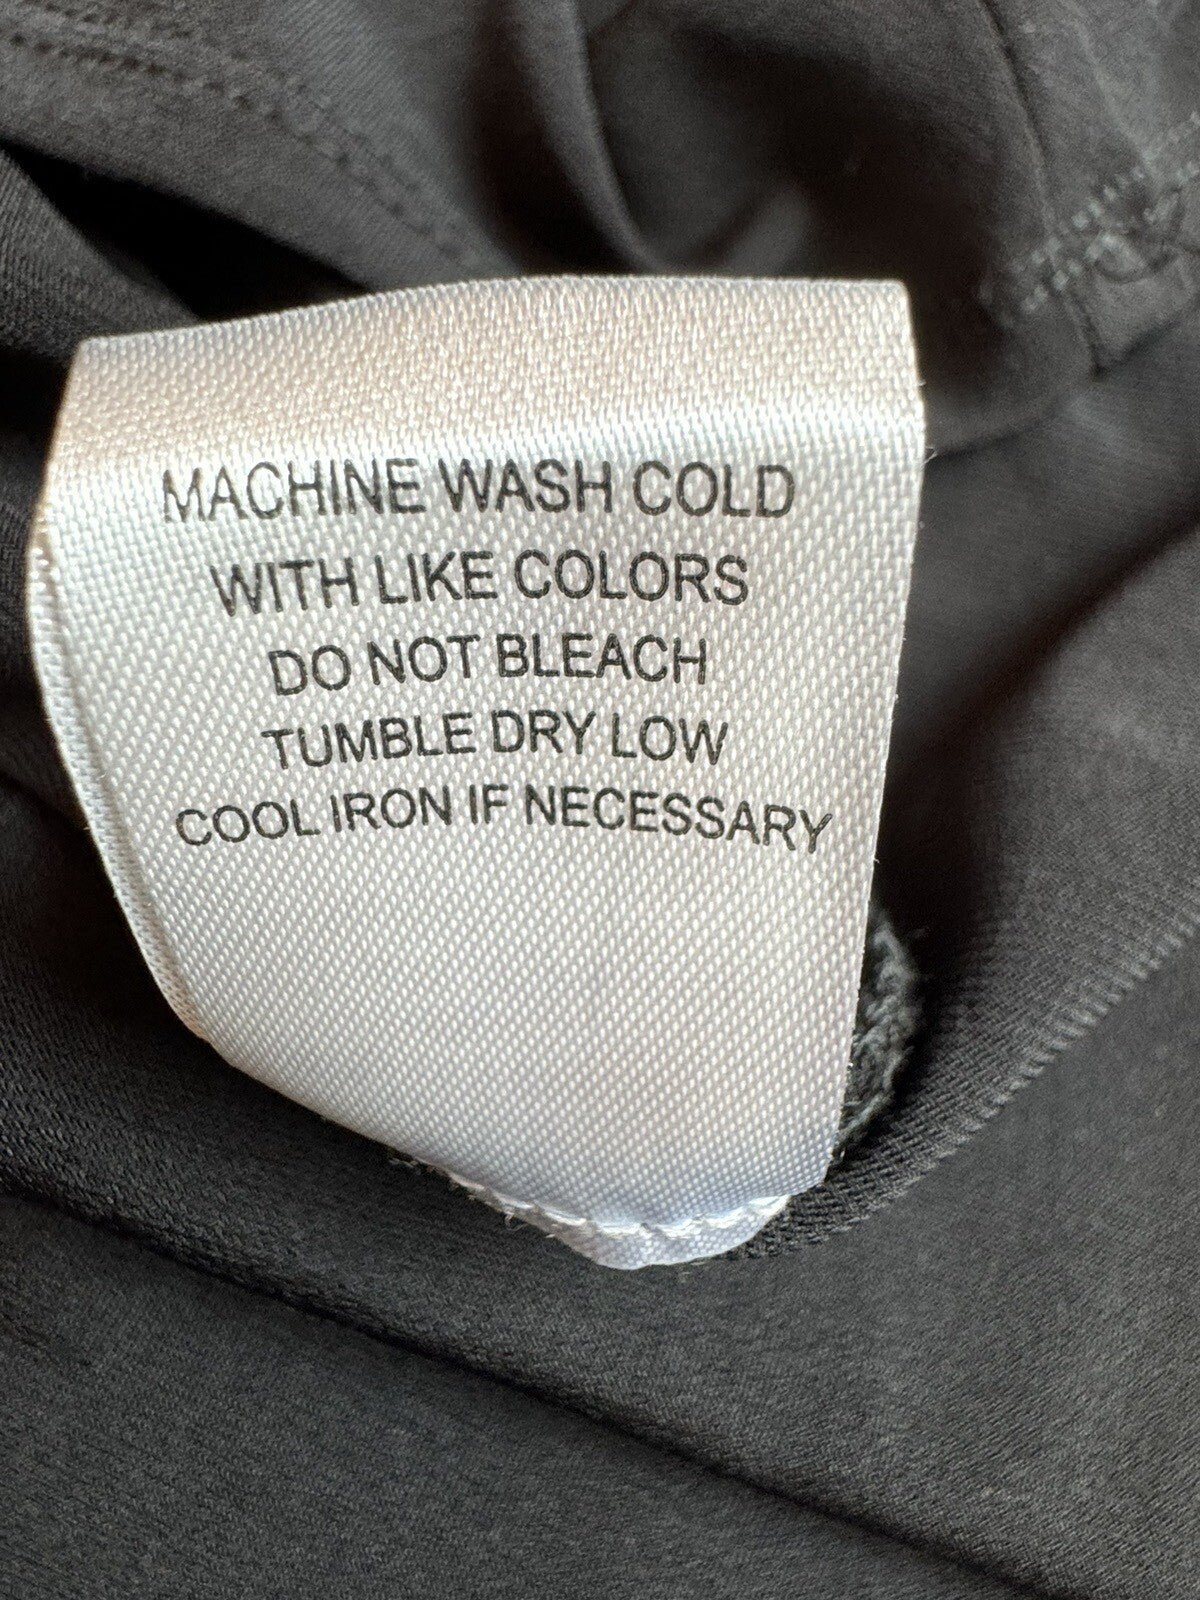 MACHINE WASH COLD
WITH LIKE COLORS
DO NOT BLEACH
TUMBLE DRY LOW
COOL IRON IF NECESSARY